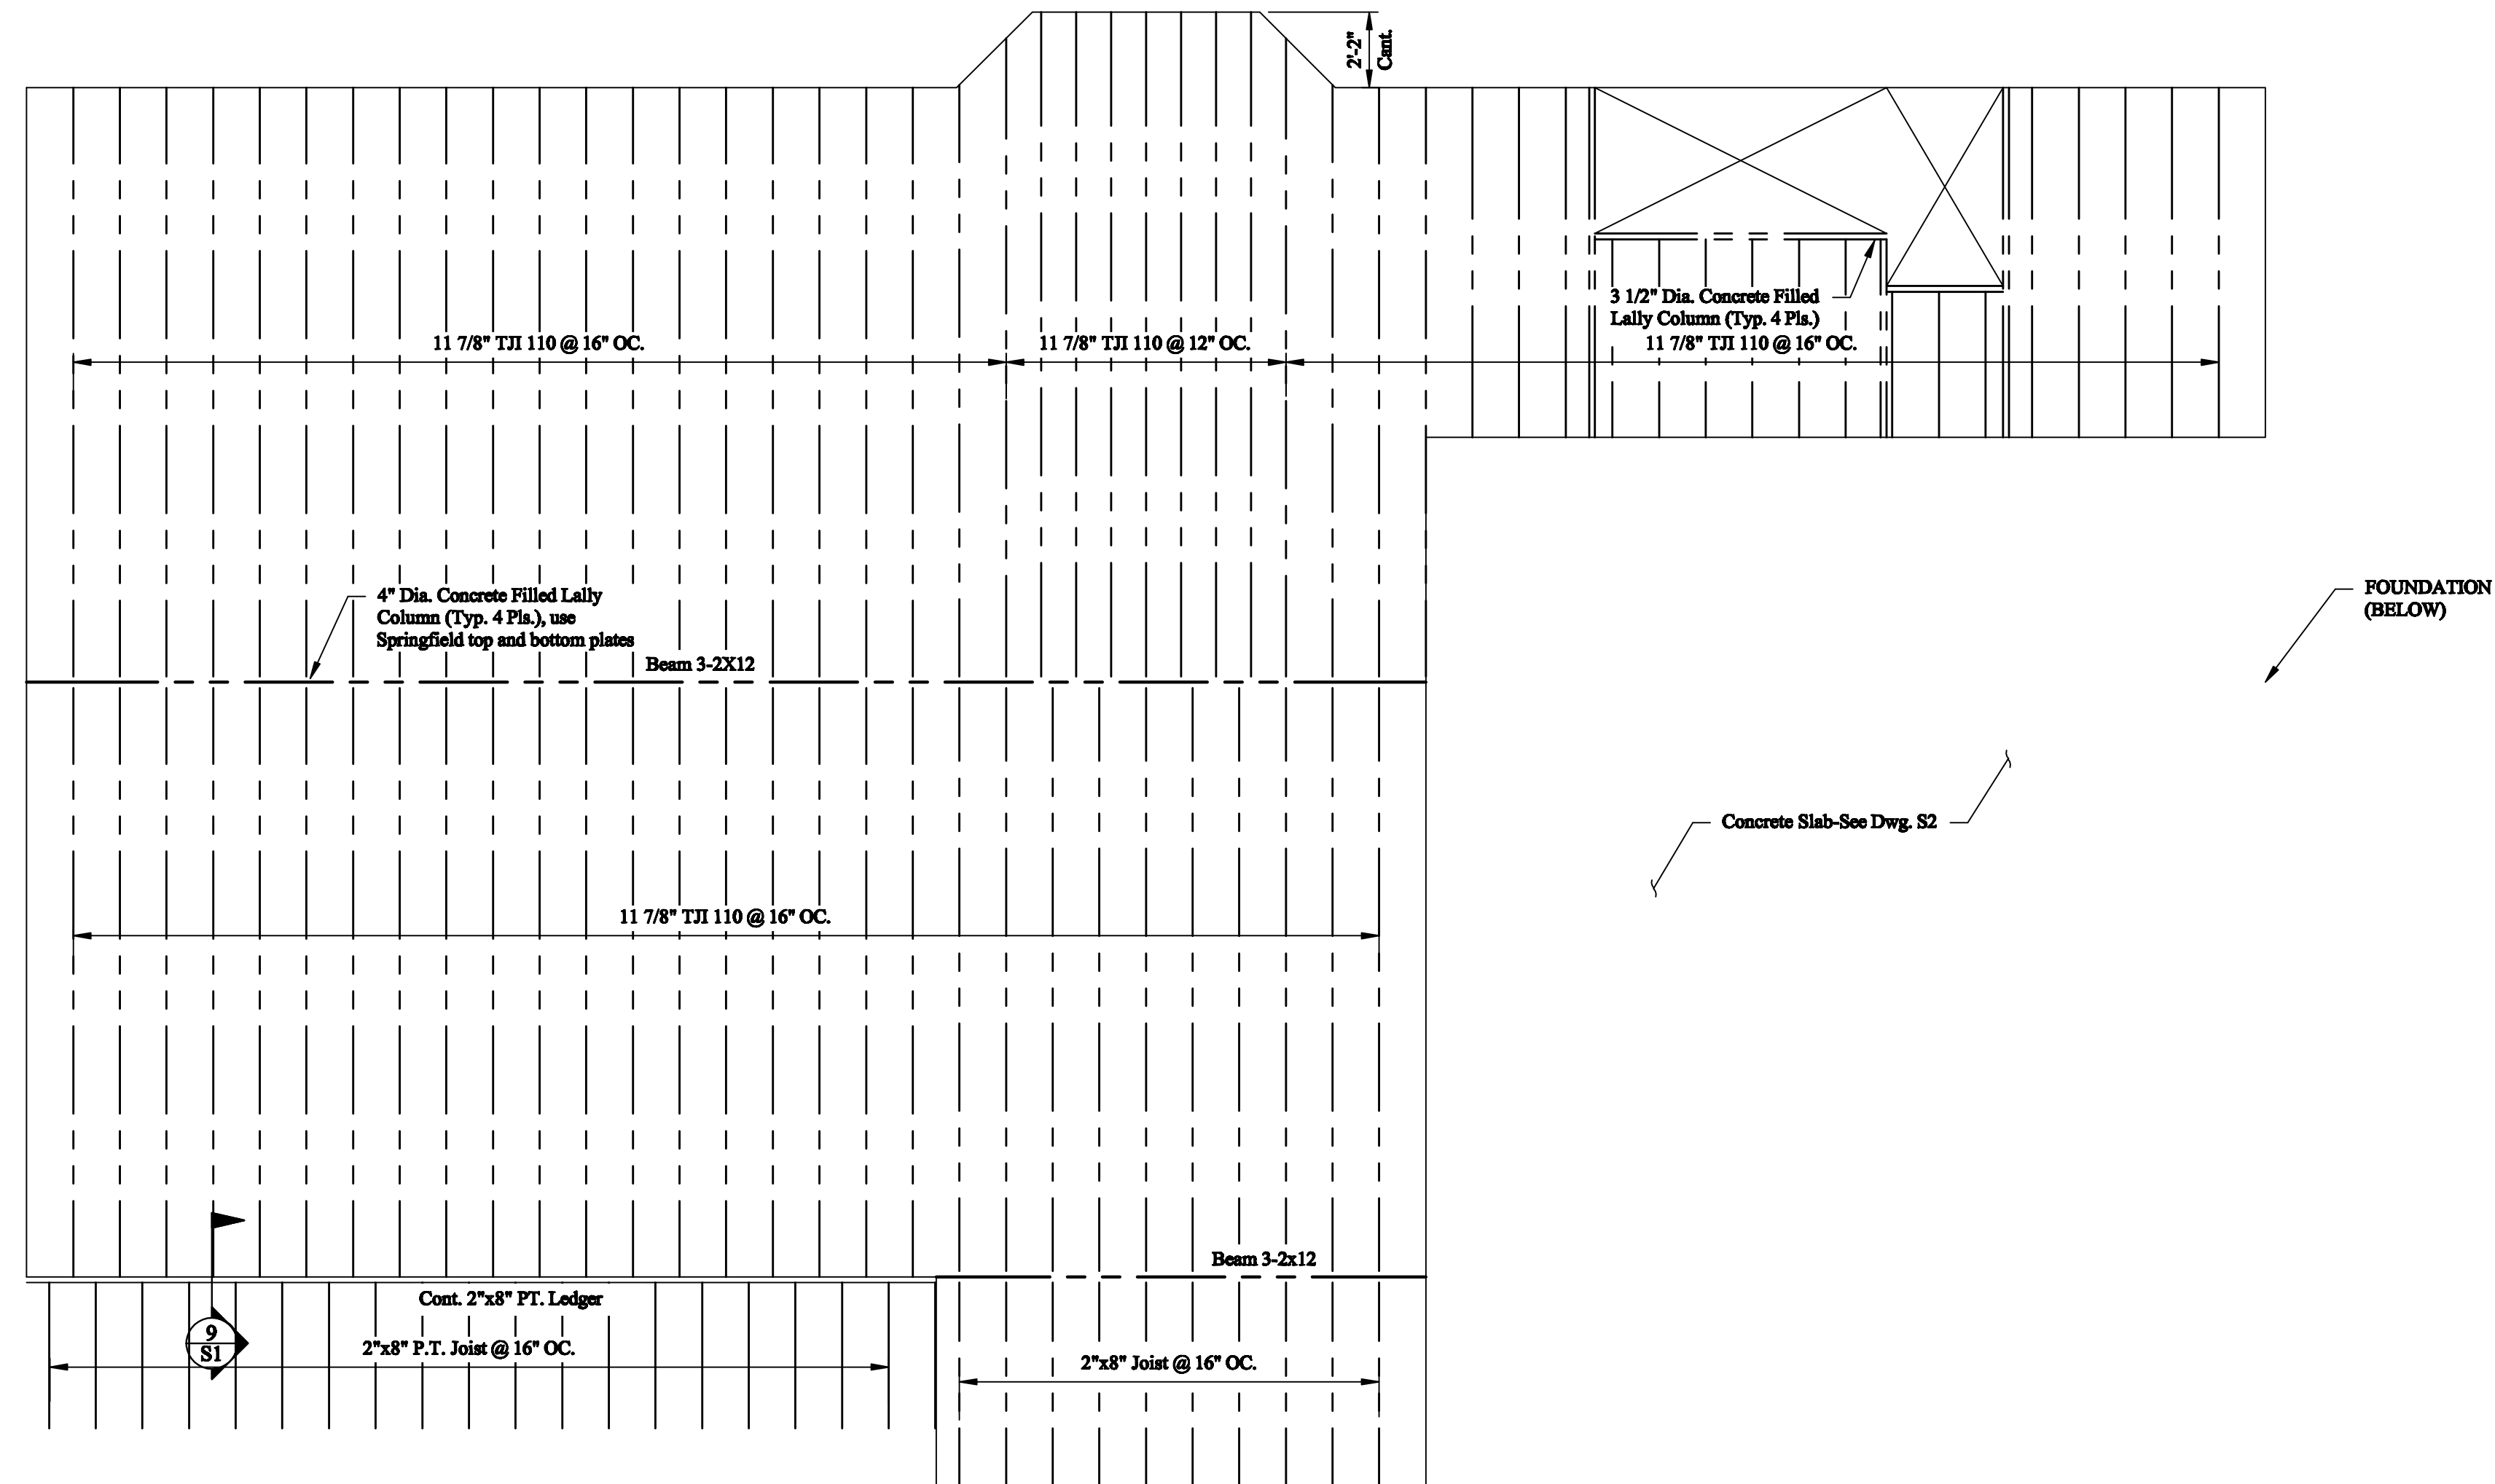 2'-2"
Cant.
3 1/2" Dia. Concrete Filled
Lally Column (Typ. 4 Pls.)
11 7/8" TJI 110 @ 16" OC.
11 7/8" TJI 110 @ 12" OC.
11 7/8" TJI 110 @ 16" OC.
4" Dia. Concrete Filled Lally
Column (Typ. 4 Pls.), use
Springfield top and bottom plates
FOUNDATION
(BELOW)
Beam 3-2X12
Concrete Slab-See Dwg. S2
11 7/8" TJI 110 @ 16" OC.
Beam 3-2x12
Cont. 2"x8" PT. Ledger
9
S1
2"x8" P.T. Joist @ 16" OC.
2"x8" Joist @ 16" OC.